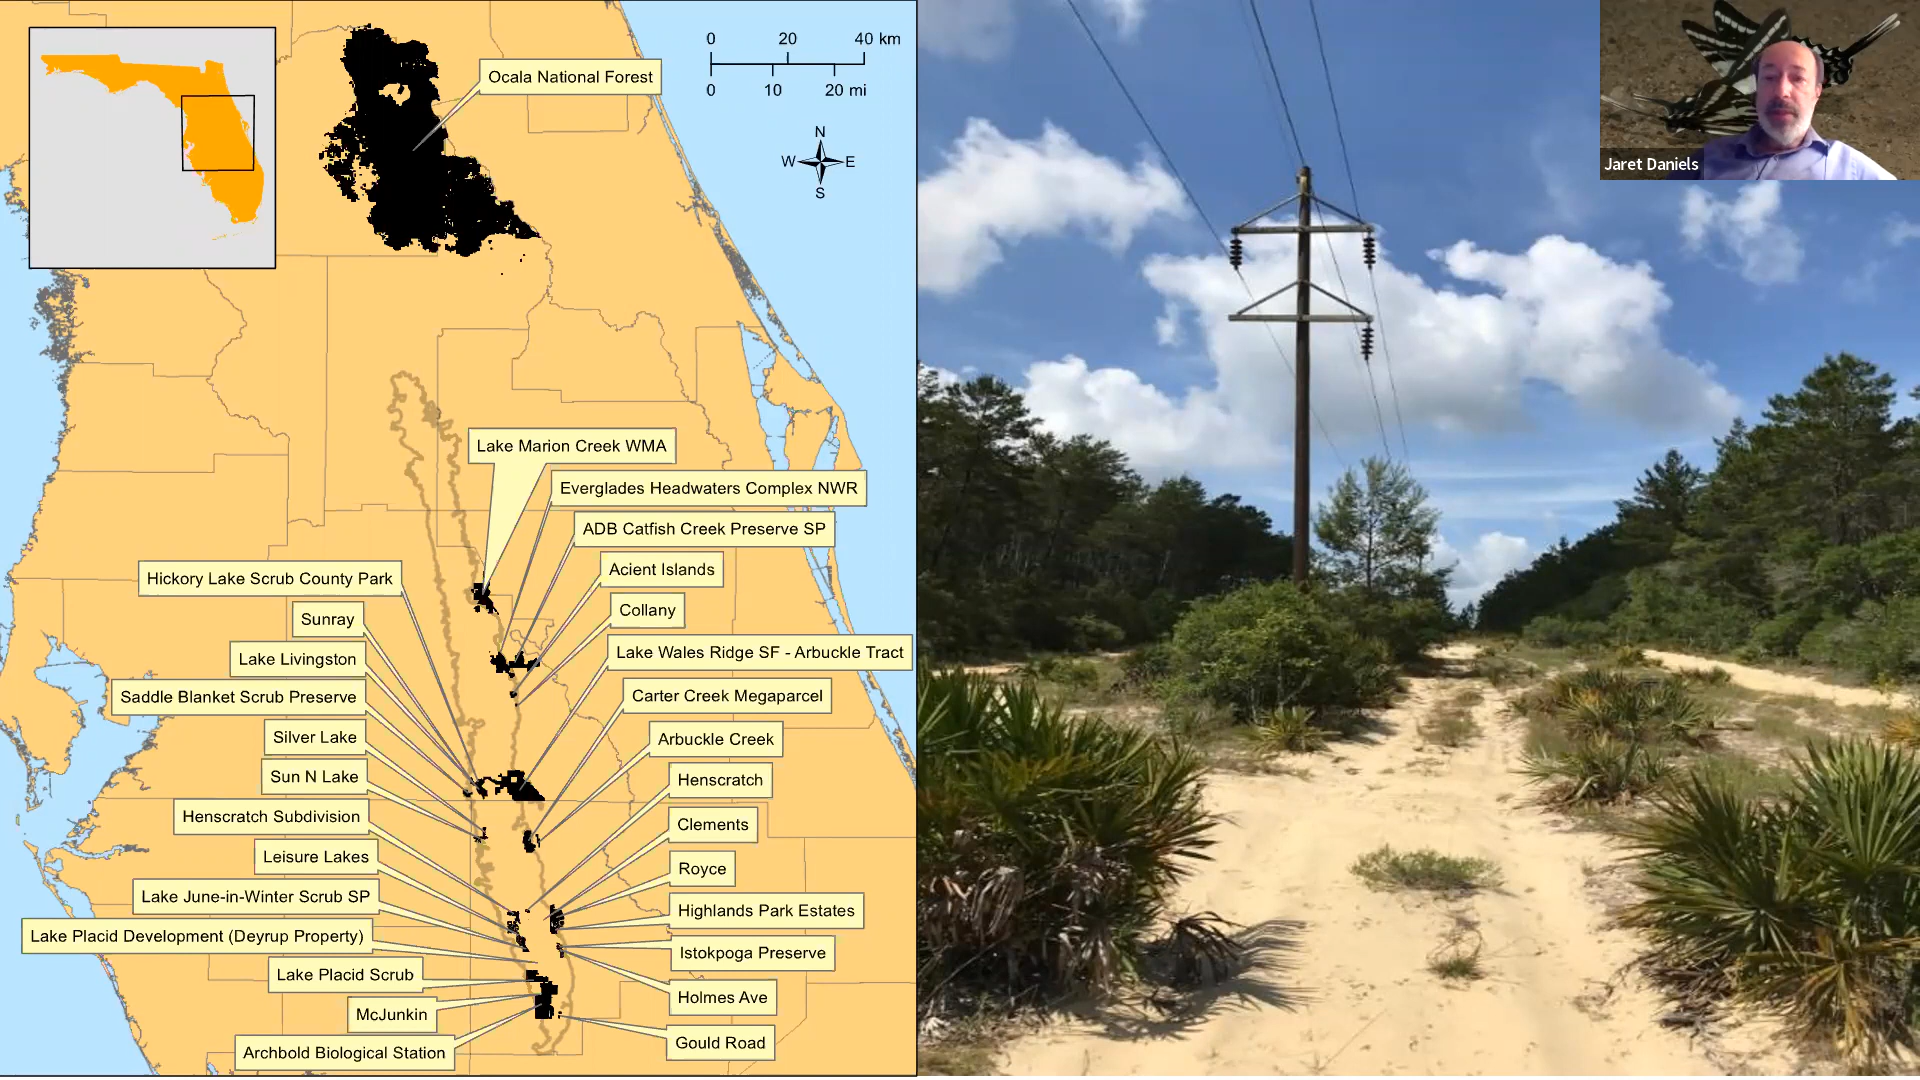 0 20 40 km
0 10 20 mi
N
W E
S
Ocala National Forest
Lake Marion Creek WMA
Everglades Headwaters Complex NWR
ADB Catfish Creek Preserve SP
Acient Islands
Collany
Lake Wales Ridge SF - Arbuckle Tract
Carter Creek Megaparcel
Arbuckle Creek
Henscratch
Clements
Royce
Highlands Park Estates
Istokpoga Preserve
Holmes Ave
Gould Road
Hickory Lake Scrub County Park
Sunray
Lake Livingston
Saddle Blanket Scrub Preserve
Silver Lake
Sun N Lake
Henscratch Subdivision
Leisure Lakes
Lake June-in-Winter Scrub SP
Lake Placid Development (Deyrup Property)
Lake Placid Scrub
McJunkin
Archbold Biological Station
Jaret Daniels